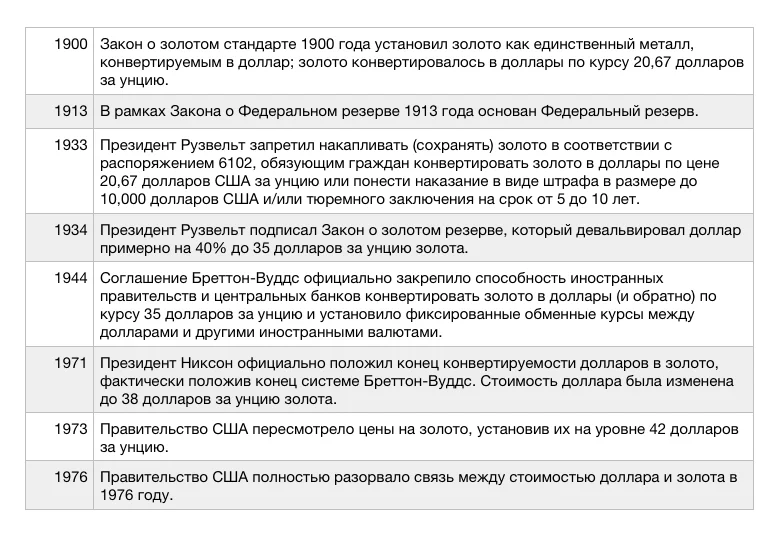 1900 Закон о золотом стандарте 1900 года установил золото как единственный металл,
конвертируемым в доллар; золото конвертировалось в доллары по курсу 20,67 долларов
за унцию.
1913 В рамках Закона о Федеральном резерве 1913 года основан Федеральный резерв.
1933 Президент Рузвельт запретил накапливать (сохранять) золото в соответствии с
распоряжением 6102, обязующим граждан конвертировать золото в доллары по цене
20,67 долларов США за унцию или понести наказание в виде штрафа в размере до
10,000 долларов США и/или тюремного заключения на срок от 5 до 10 лет.
1934 Президент Рузвельт подписал Закон о золотом резерве, который девальвировал доллар
примерно на 40% до 35 долларов за унцию золота.
1944 Соглашение Бреттон-Вуддс официально закрепило способность иностранных
правительств и центральных банков конвертировать золото в доллары (и обратно) по
курсу 35 долларов за унцию и установило фиксированные обменные курсы между
долларами и другими иностранными валютами.
1971 Президент Никсон официально положил конец конвертируемости долларов в золото,
фактически положив конец системе Бреттон-Вуддс. Стоимость доллара была изменена
до 38 долларов за унцию золота.
1973 Правительство США пересмотрело цены на золото, установив их на уровне 42 долларов
за унцию.
1976 Правительство США полностью разорвало связь между стоимостью доллара и золота в
1976 году.